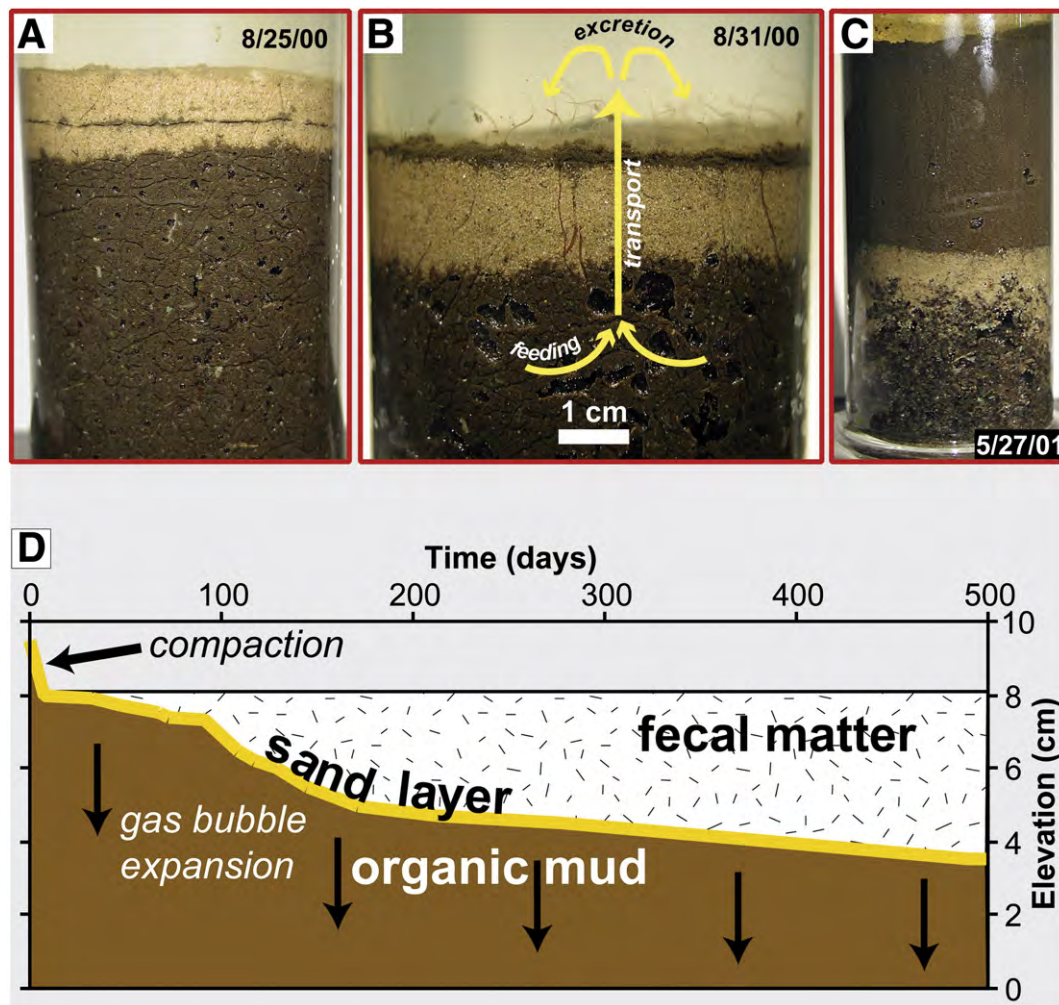 A
8/25/00
B
excretion
8/31/00
transport
feeding
1 cm
C
5/27/01
D
Time (days)
0 100 200 300 400 500
compaction
10
8
6
4
2
0
Elevation (cm)
fecal matter
sand layer
gas bubble
expansion
organic mud